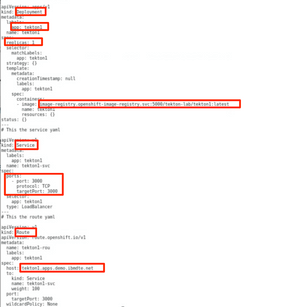 apiVersion: apps/v1
kind: Deployment
metadata:
labels:
app: tekton1
name: tekton1
spec:
replicas: 1
selector:
matchLabels:
app: tekton1
strategy: {}
template:
metadata:
creationTimestamp: null
labels:
app: tekton1
spec:
containers:
- image: image-registry.openshift-image-registry.svc:5000/tekton-lab/tekton1:latest
name: tekton1
resources: {}
status: {}
---
# This the service yaml
kind: Service
metadata:
labels:
app: tekton1
name: tekton1-svc
spec:
ports:
- port: 3000
protocol: TCP
targetPort: 3000
selector:
app: tekton1
type: LoadBalancer
# This the route yaml
kind: Route
apiVersion: route.openshift.io/v1
metadata:
name: tekton1-rou
labels:
app: tekton1
spec:
host: tekton1.apps.demo.ibmdte.net
to:
kind: Service
name: tekton1-svc
weight: 100
port:
targetPort: 3000
wildcardPolicy: None